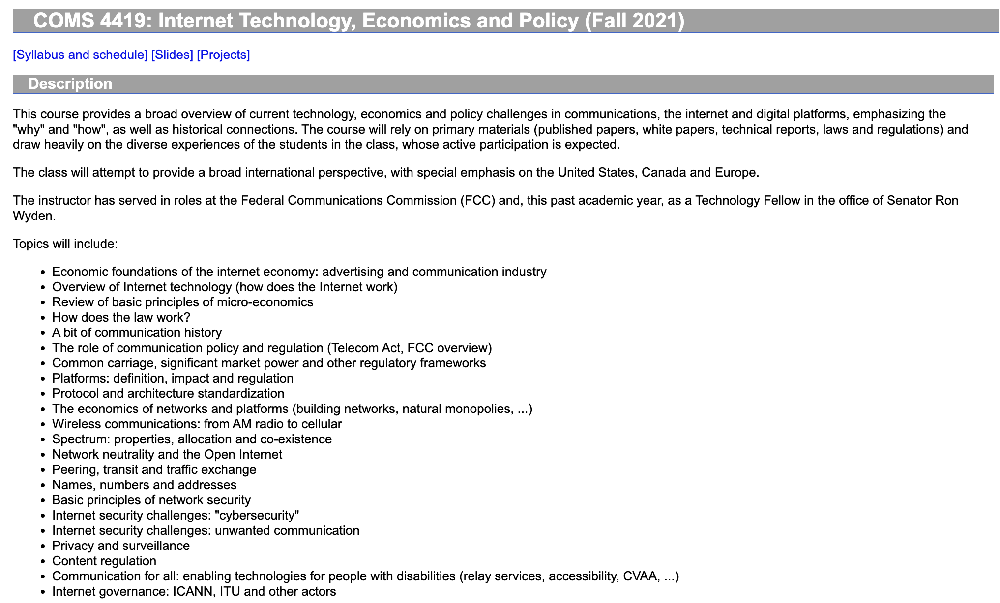 COMS 4419: Internet Technology, Economics and Policy (Fall 2021)
[Syllabus and schedule] [Slides] [Projects]
Description
This course provides a broad overview of current technology, economics and policy challenges in communications, the internet and digital platforms, emphasizing the
"why" and "how", as well as historical connections. The course will rely on primary materials (published papers, white papers, technical reports, laws and regulations) and
draw heavily on the diverse experiences of the students in the class, whose active participation is expected.
The class will attempt to provide a broad international perspective, with special emphasis on the United States, Canada and Europe.
The instructor has served in roles at the Federal Communications Commission (FCC) and, this past academic year, as a Technology Fellow in the office of Senator Ron
Wyden.
Topics will include:
• Economic foundations of the internet economy: advertising and communication industry
• Overview of Internet technology (how does the Internet work)
• Review of basic principles of micro-economics
• How does the law work?
• A bit of communication history
• The role of communication policy and regulation (Telecom Act, FCC overview)
• Common carriage, significant market power and other regulatory frameworks
• Platforms: definition, impact and regulation
• Protocol and architecture standardization
• The economics of networks and platforms (building networks, natural monopolies, ...)
• Wireless communications: from AM radio to cellular
• Spectrum: properties, allocation and co-existence
• Network neutrality and the Open Internet
• Peering, transit and traffic exchange
• Names, numbers and addresses
• Basic principles of network security
• Internet security challenges: "cybersecurity"
• Internet security challenges: unwanted communication
• Privacy and surveillance
• Content regulation
• Communication for all: enabling technologies for people with disabilities (relay services, accessibility, CVAA, ...)
• Internet governance: ICANN, ITU and other actors